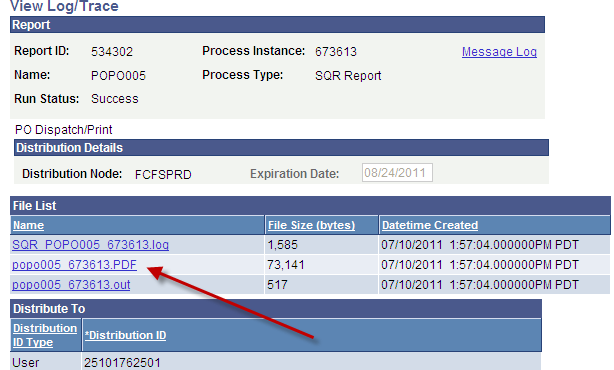 View Log/Trace
Report
Report ID: 534302 Process Instance: 673613 Message Log
Name: POPO005 Process Type: SQR Report
Run Status: Success
PO Dispatch/Print
Distribution Details
Distribution Node: FCFSPRD Expiration Date: 08/24/2011
File List
Name File Size (bytes) Datetime Created
SQR_POPO005_673613.log 1,585 07/10/2011 1:57:04.000000PM PDT
popo005_673613.PDF 73,141 07/10/2011 1:57:04.000000PM PDT
popo005_673613.out 517 07/10/2011 1:57:04.000000PM PDT
Distribute To
Distribution ID Type *Distribution ID
User 25101762501